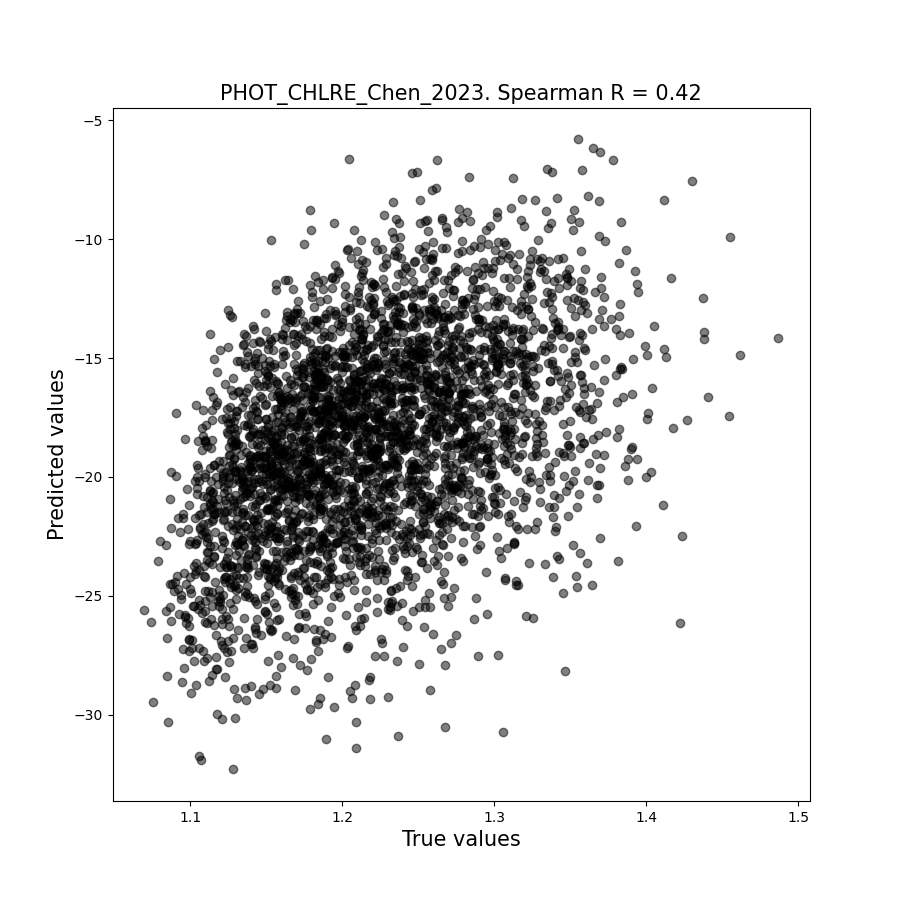 PHOT_CHLRE_Chen_2023. Spearman R = 0.42
−5
−10
−15
−20
−25
−30
Predicted values
1.1 1.2 1.3 1.4 1.5
True values